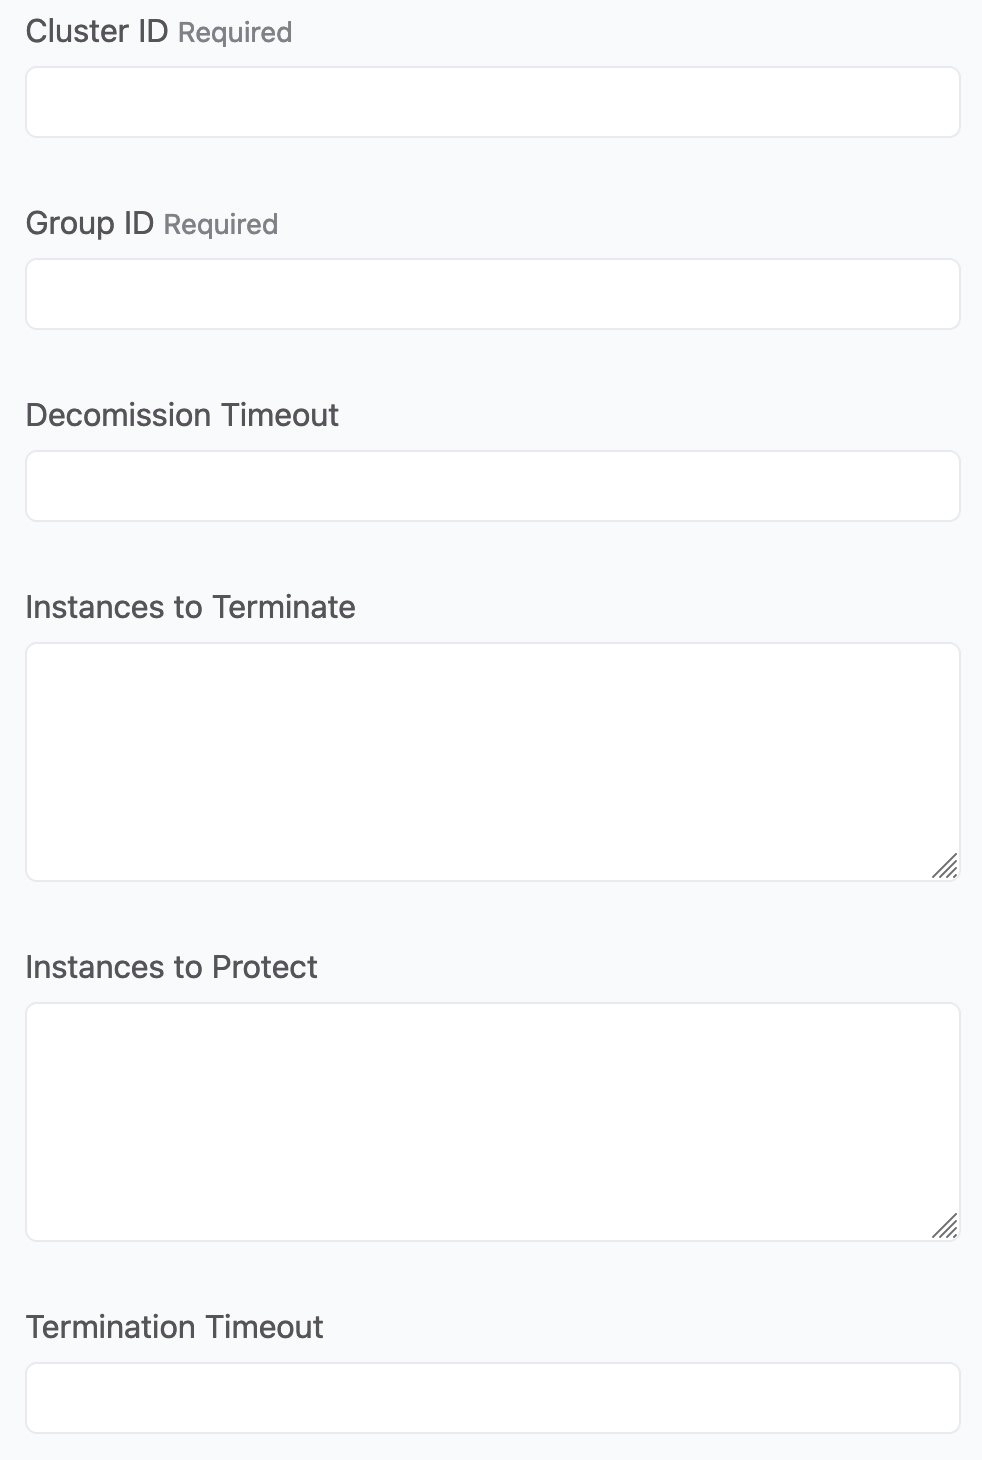 Cluster ID Required
Group ID Required
Decomission Timeout
Instances to Terminate
Instances to Protect
Termination Timeout